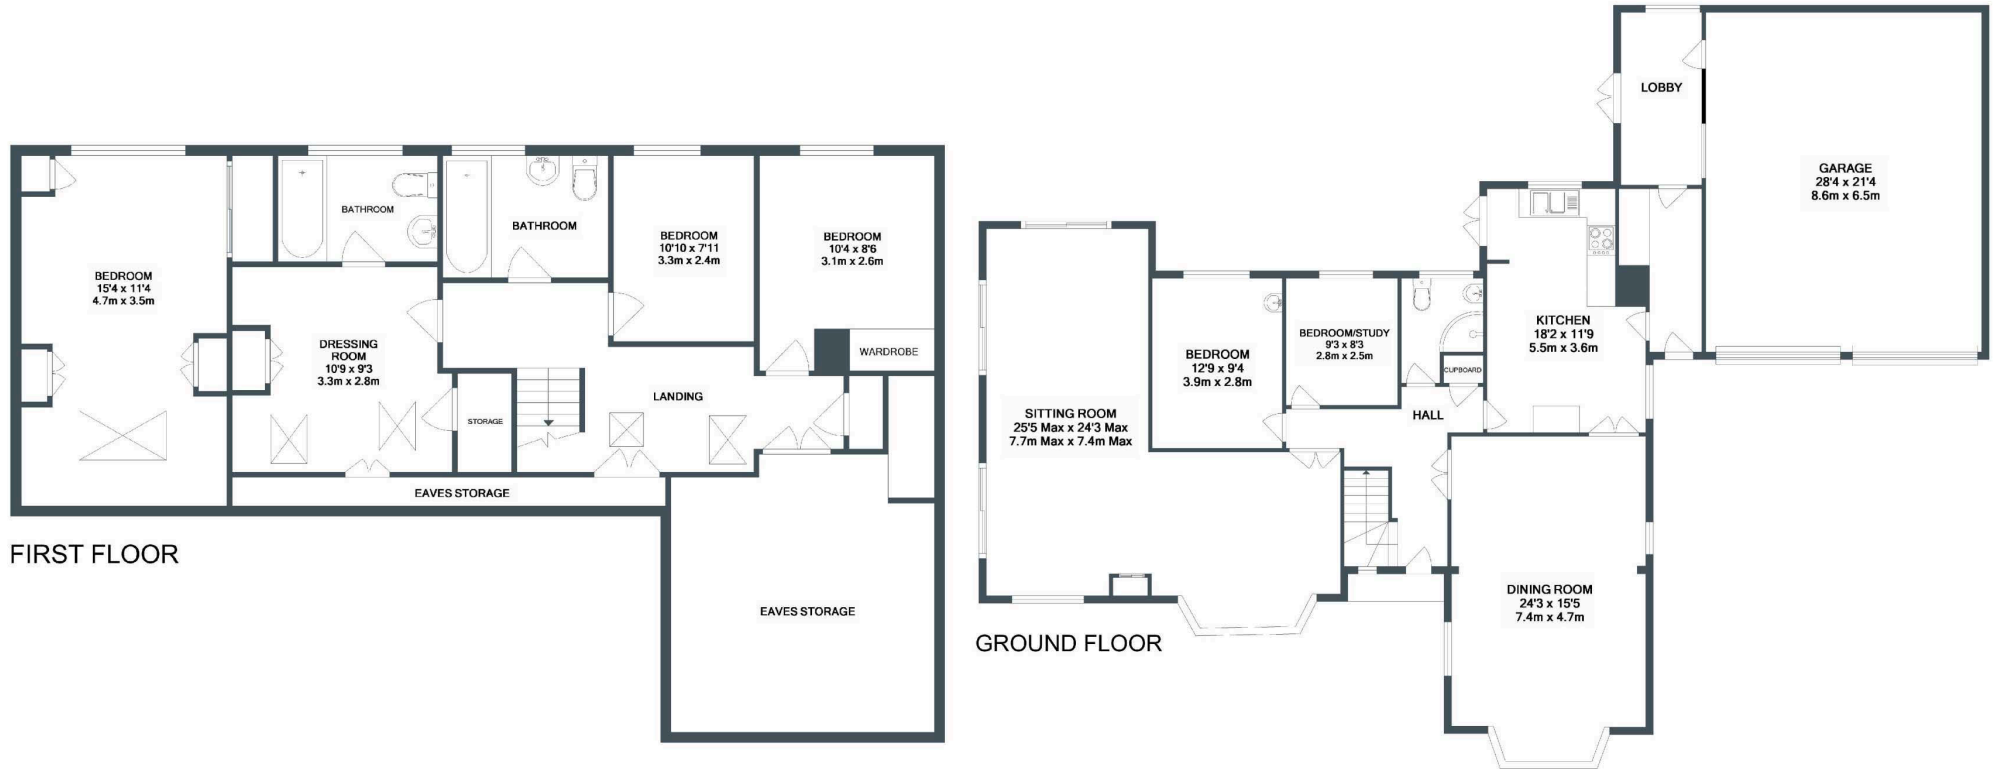 BEDROOM
15'4 x 11'4
4.7m x 3.5m
BATHROOM
BATHROOM
BEDROOM
10'10 x 7'11
3.3m x 2.4m
BEDROOM
10'4 x 8'6
3.1m x 2.6m
DRESSING
ROOM
10'9 x 9'3
3.3m x 2.8m
WARDROBE
STORAGE
LANDING
EAVES STORAGE
EAVES STORAGE
FIRST FLOOR
LOBBY
GARAGE
28'4 x 21'4
8.6m x 6.5m
KITCHEN
18'2 x 11'9
5.5m x 3.6m
BEDROOM/STUDY
9'3 x 8'3
2.8m x 2.5m
BEDROOM
12'9 x 9'4
3.9m x 2.8m
CUPBOARD
HALL
SITTING ROOM
25'5 Max x 24'3 Max
7.7m Max x 7.4m Max
DINING ROOM
24'3 x 15'5
7.4m x 4.7m
GROUND FLOOR